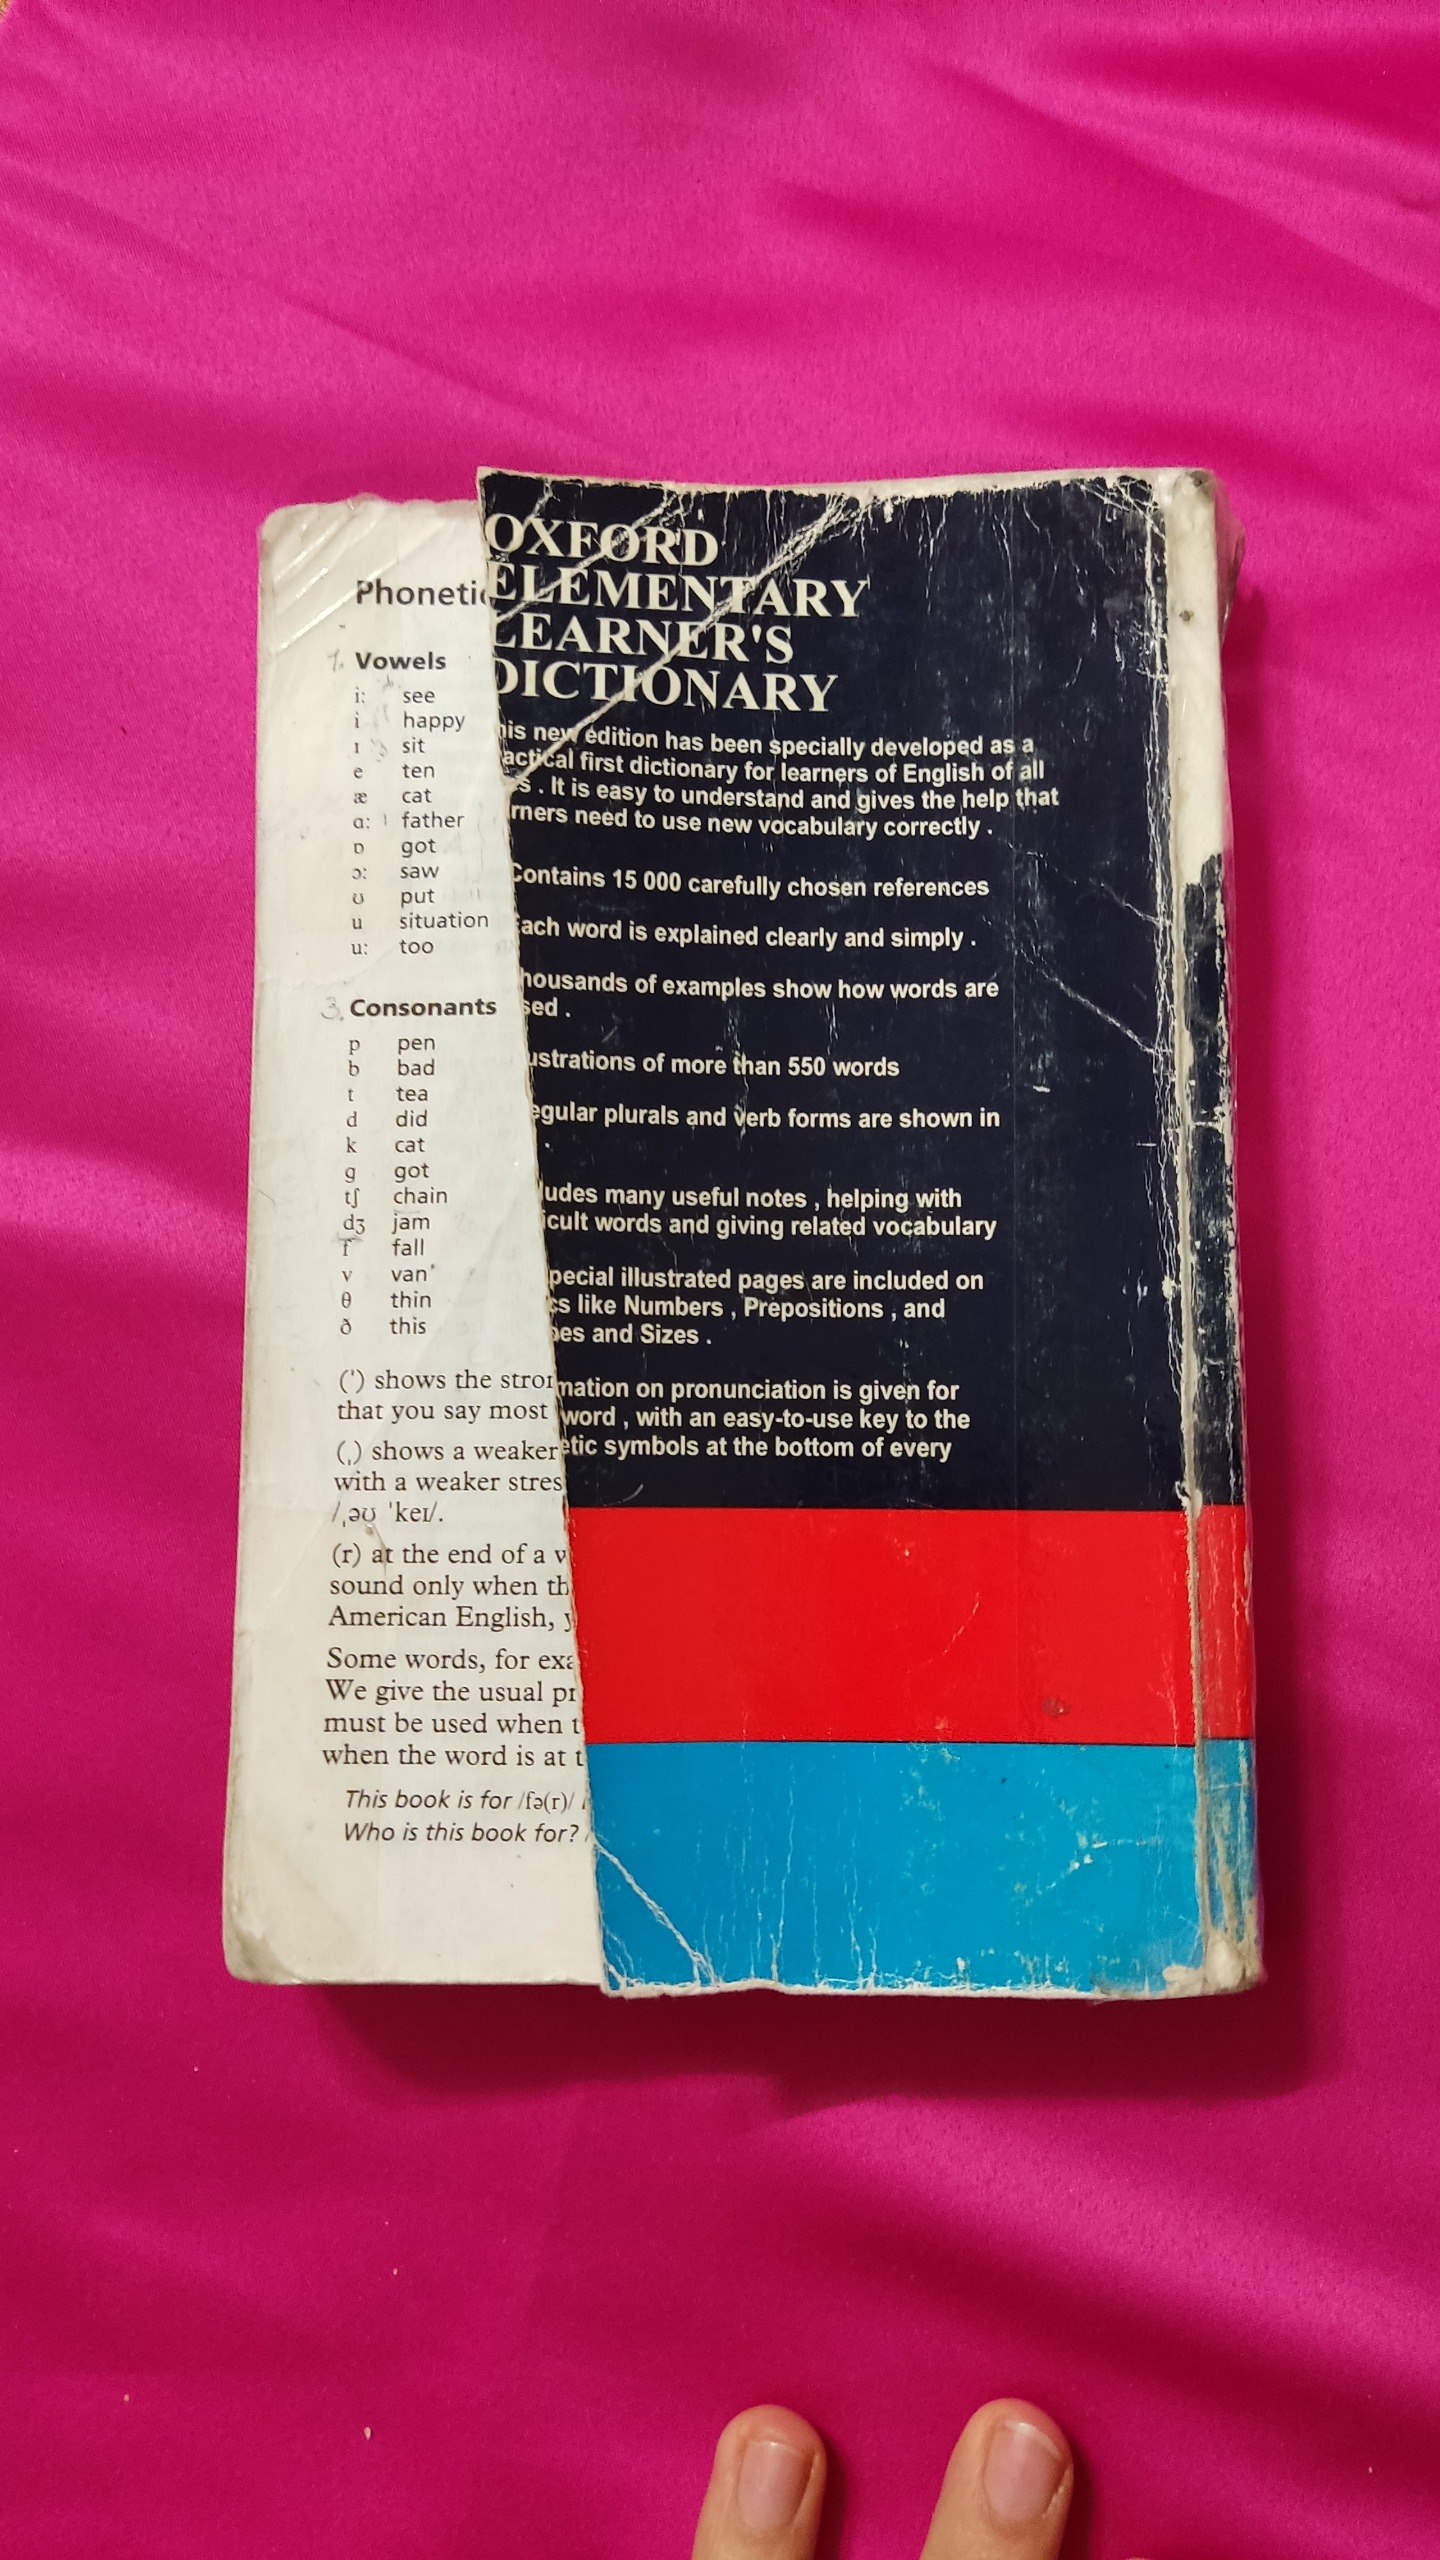 Phonetic
1. Vowels
i: see
i happy
ɪ sit
e ten
æ cat
ɑ: father
ɒ got
ɔ: saw
ʊ put
u situation
u: too
3. Consonants
p pen
b bad
t tea
d did
k cat
g got
tʃ chain
dʒ jam
f fall
v van
θ thin
ð this
(ˈ) shows the stron
that you say most
(ˌ) shows a weaker
with a weaker stres
/ˌəʊ ˈkeɪ/.
(r) at the end of a
sound only when th
American English,
Some words, for exa
We give the usual pr
must be used when t
when the word is at t
This book is for /fə(r)/
Who is this book for?
OXFORD
ELEMENTARY
LEARNER'S
DICTIONARY
his new edition has been specially developed as a
actical first dictionary for learners of English of all
s . It is easy to understand and gives the help that
rners need to use new vocabulary correctly .
Contains 15 000 carefully chosen references
Each word is explained clearly and simply .
housands of examples show how words are
sed .
ustrations of more than 550 words
egular plurals and verb forms are shown in
.
ludes many useful notes , helping with
icult words and giving related vocabulary
pecial illustrated pages are included on
cs like Numbers , Prepositions , and
pes and Sizes .
mation on pronunciation is given for
word , with an easy-to-use key to the
etic symbols at the bottom of every